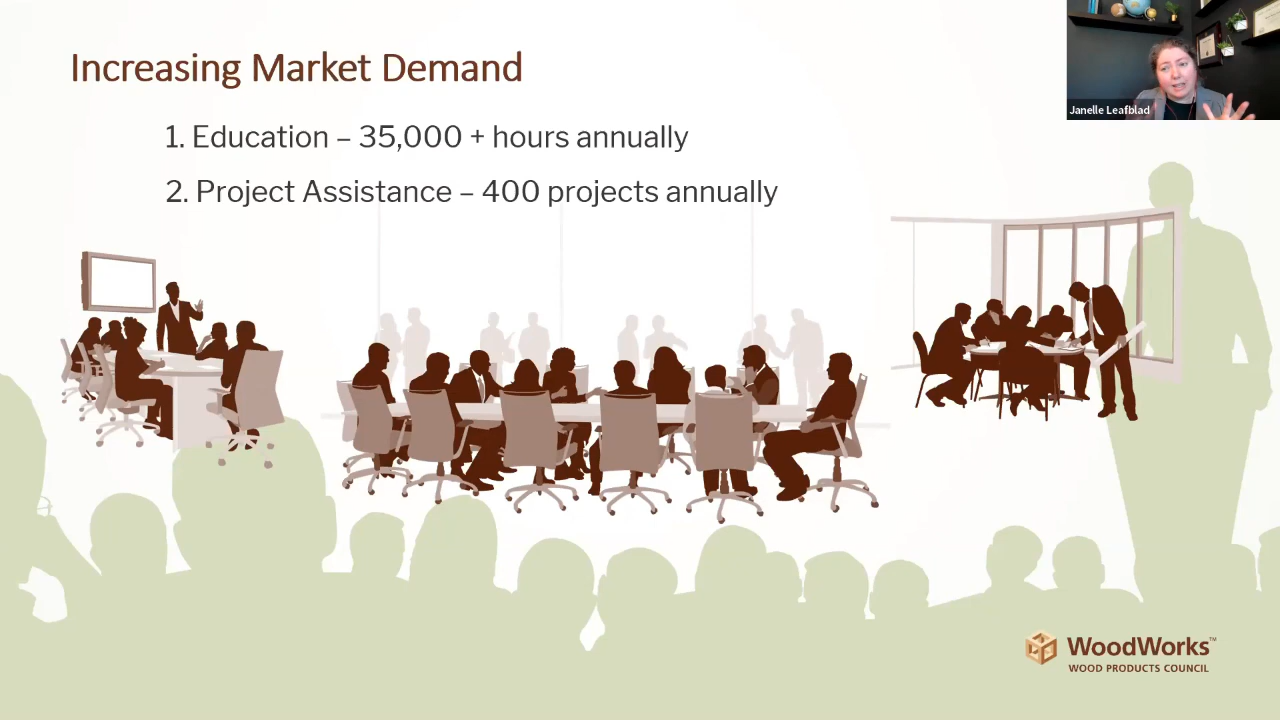 Increasing Market Demand
Janelle Leafblad
1. Education – 35,000 + hours annually
2. Project Assistance – 400 projects annually
WoodWorks™
WOOD PRODUCTS COUNCIL